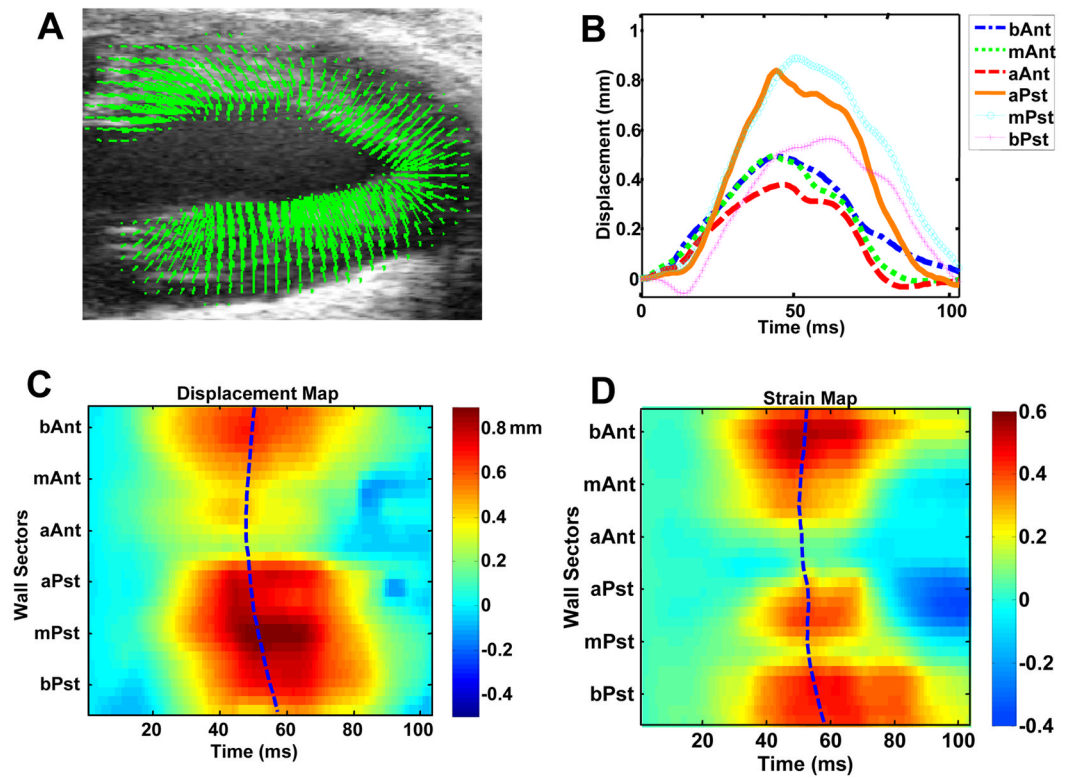 A
B
Displacement (mm)
1
0.8
0.6
0.4
0.2
0
0
50
100
Time (ms)
bAnt
mAnt
aAnt
aPst
mPst
bPst
C
Displacement Map
Wall Sectors
bAnt
mAnt
aAnt
aPst
mPst
bPst
20
40
60
80
100
Time (ms)
0.8 mm
0.4
0.2
0
-0.2
-0.4
D
Strain Map
Wall Sectors
bAnt
mAnt
aAnt
aPst
mPst
bPst
20
40
60
80
100
Time (ms)
0.6
0.4
0.2
0
-0.2
-0.4